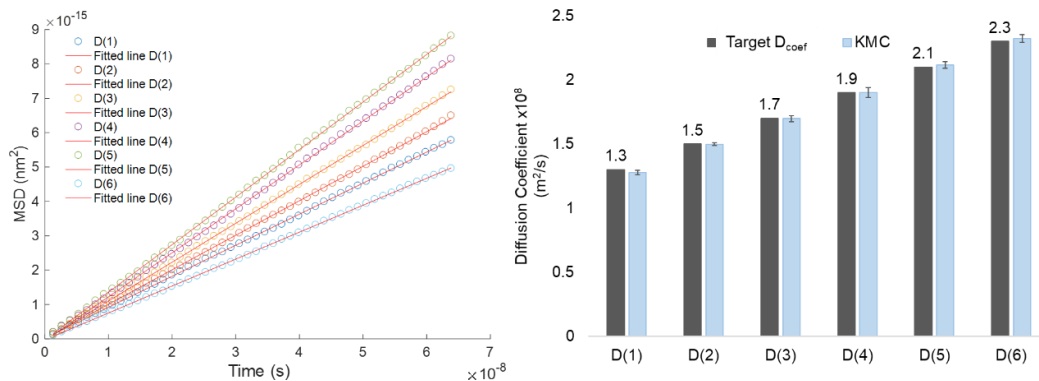 ×10⁻¹⁵
9
8
7
6
5
4
3
2
1
0
MSD (nm²)
D(1)
Fitted line D(1)
D(2)
Fitted line D(2)
D(3)
Fitted line D(3)
D(4)
Fitted line D(4)
D(5)
Fitted line D(5)
D(6)
Fitted line D(6)
0 1 2 3 4 5 6 7
Time (s)
×10⁻⁸
2.5
2
1.5
1
0.5
0
Diffusion Coefficient x10⁸
(m²/s)
Target D_coef KMC
1.3 1.5 1.7 1.9 2.1 2.3
D(1) D(2) D(3) D(4) D(5) D(6)